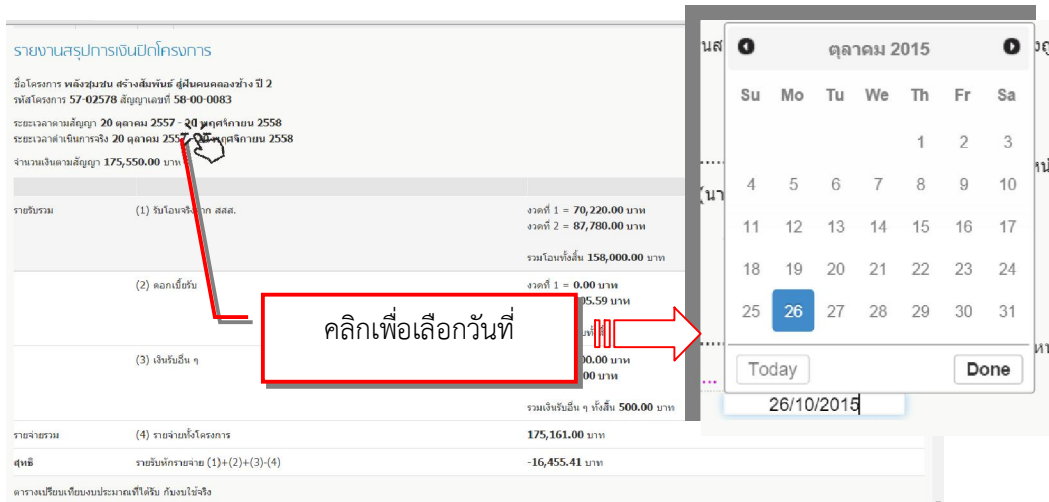 รายงานสรุปการเงินปิดโครงการ
ชื่อโครงการ พลังชุมชน สร้างสัมพันธ์ สู่ฝันคนคลองช้าง ปี 2
รหัสโครงการ 57-02578 สัญญาเลขที่ 58-00-0083
ระยะเวลาตามสัญญา 20 ตุลาคม 2557 - 20 พฤศจิกายน 2558
ระยะเวลาดำเนินการจริง 20 ตุลาคม 2557 - 20 พฤศจิกายน 2558
จำนวนเงินตามสัญญา 175,550.00 บาท
รายรับรวม (1) รับโอนจริงจาก สสส. งวดที่ 1 = 70,220.00 บาท
งวดที่ 2 = 87,780.00 บาท
รวมโอนทั้งสิ้น 158,000.00 บาท
(2) ดอกเบี้ยรับ งวดที่ 1 = 0.00 บาท
05.59 บาท
(3) เงินรับอื่น ๆ 00.00 บาท
00 บาท
รวมเงินรับอื่น ๆ ทั้งสิ้น 500.00 บาท
รายจ่ายรวม (4) รายจ่ายทั้งโครงการ 175,161.00 บาท
สุทธิ รายรับหักรายจ่าย (1)+(2)+(3)-(4) -16,455.41 บาท
ตารางเปรียบเทียบงบประมาณที่ได้รับ กับงบใช้จริง
คลิกเพื่อเลือกวันที่
ตุลาคม 2015
Su Mo Tu We Th Fr Sa
1 2 3
4 5 6 7 8 9 10
11 12 13 14 15 16 17
18 19 20 21 22 23 24
25 26 27 28 29 30 31
Today Done
26/10/2015
(นา